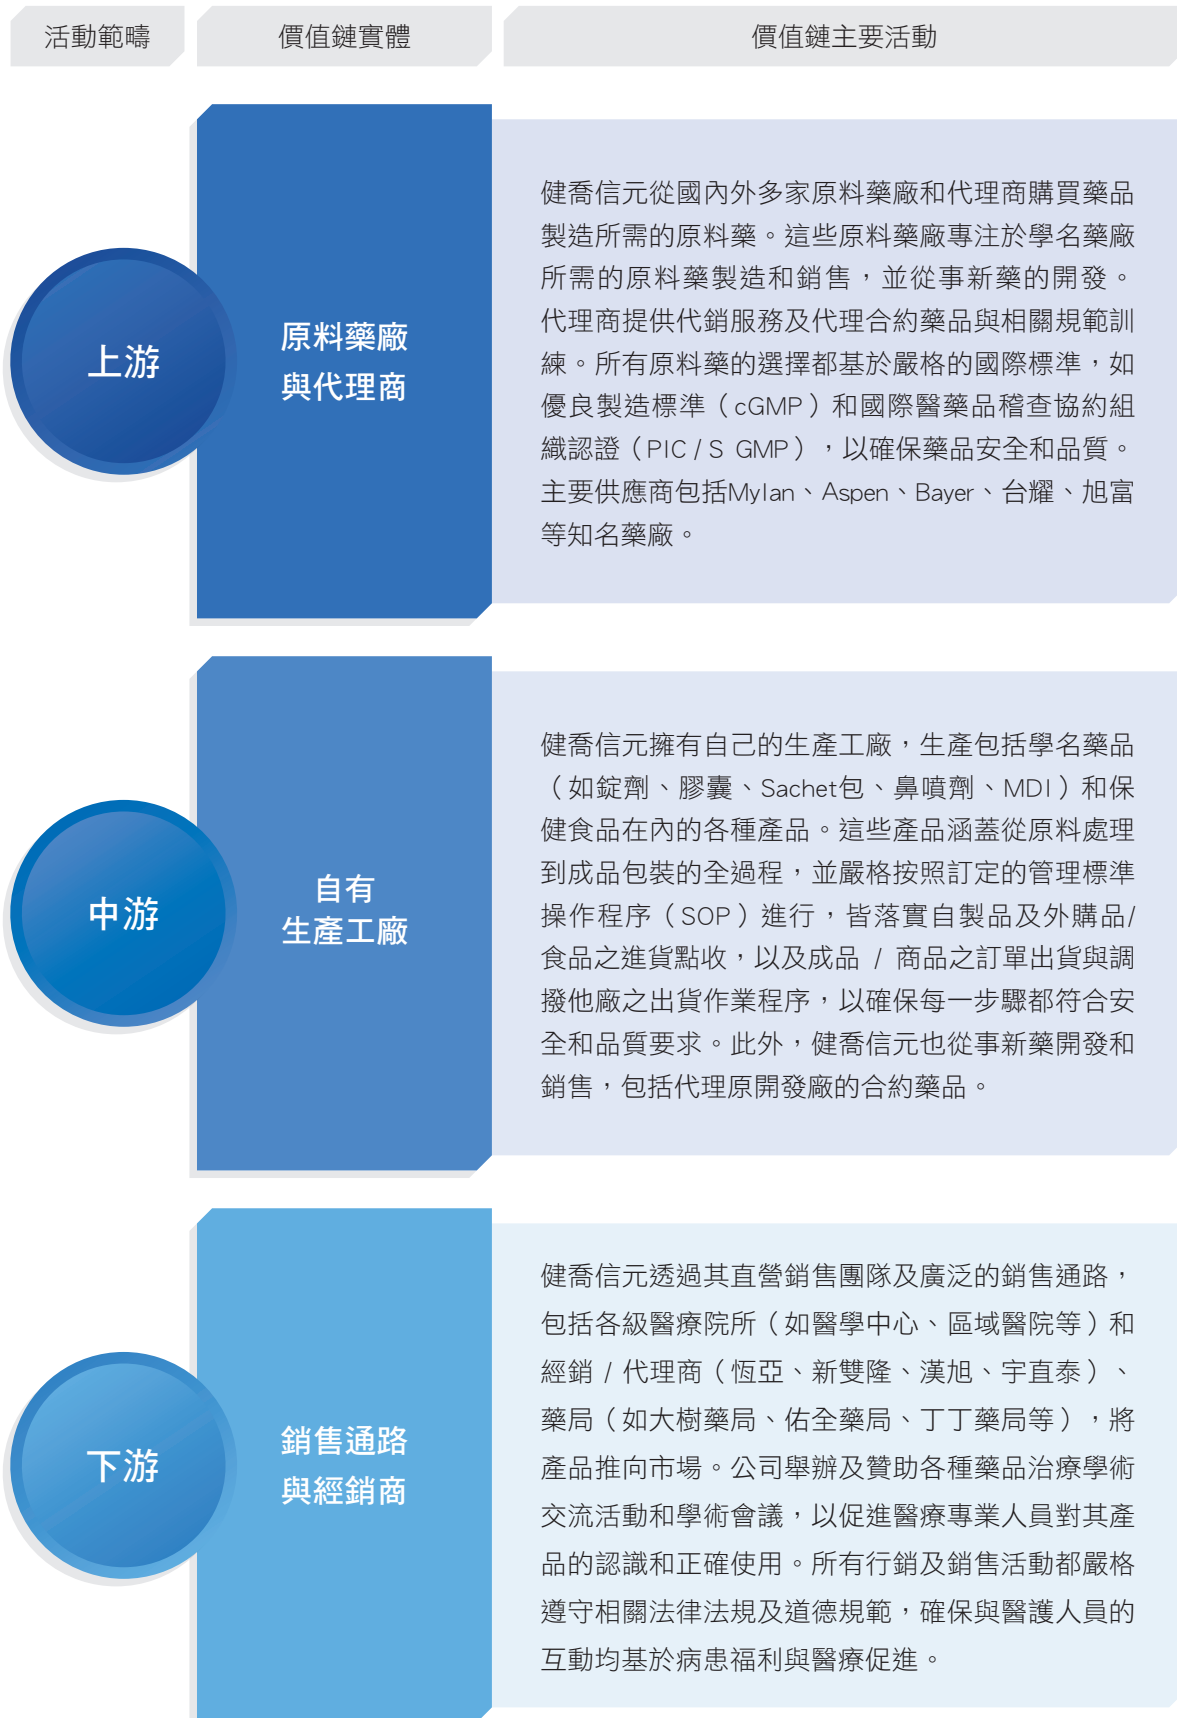 活動範疇
價值鏈實體
價值鏈主要活動
上游
原料藥廠
與代理商
健喬信元從國內外多家原料藥廠和代理商購買藥品
製造所需的原料藥。這些原料藥廠專注於學名藥廠
所需的原料藥製造和銷售，並從事新藥的開發。
代理商提供代銷服務及代理合約藥品與相關規範訓
練。所有原料藥的選擇都基於嚴格的國際標準，如
優良製造標準（cGMP）和國際醫藥品稽查協約組
織認證（PIC / S GMP），以確保藥品安全和品質。
主要供應商包括Mylan、Aspen、Bayer、台耀、旭富
等知名藥廠。
中游
自有
生產工廠
健喬信元擁有自己的生產工廠，生產包括學名藥品
（如錠劑、膠囊、Sachet包、鼻噴劑、MDI）和保
健食品在內的各種產品。這些產品涵蓋從原料處理
到成品包裝的全過程，並嚴格按照訂定的管理標準
操作程序（SOP）進行，皆落實自製品及外購品/
食品之進貨點收，以及成品 / 商品之訂單出貨與調
撥他廠之出貨作業程序，以確保每一步驟都符合安
全和品質要求。此外，健喬信元也從事新藥開發和
銷售，包括代理原開發廠的合約藥品。
下游
銷售通路
與經銷商
健喬信元透過其直營銷售團隊及廣泛的銷售通路，
包括各級醫療院所（如醫學中心、區域醫院等）和
經銷 / 代理商（恆亞、新雙隆、漢旭、宇直泰）、
藥局（如大樹藥局、佑全藥局、丁丁藥局等），將
產品推向市場。公司舉辦及贊助各種藥品治療學術
交流活動和學術會議，以促進醫療專業人員對其產
品的認識和正確使用。所有行銷及銷售活動都嚴格
遵守相關法律法規及道德規範，確保與醫護人員的
互動均基於病患福利與醫療促進。